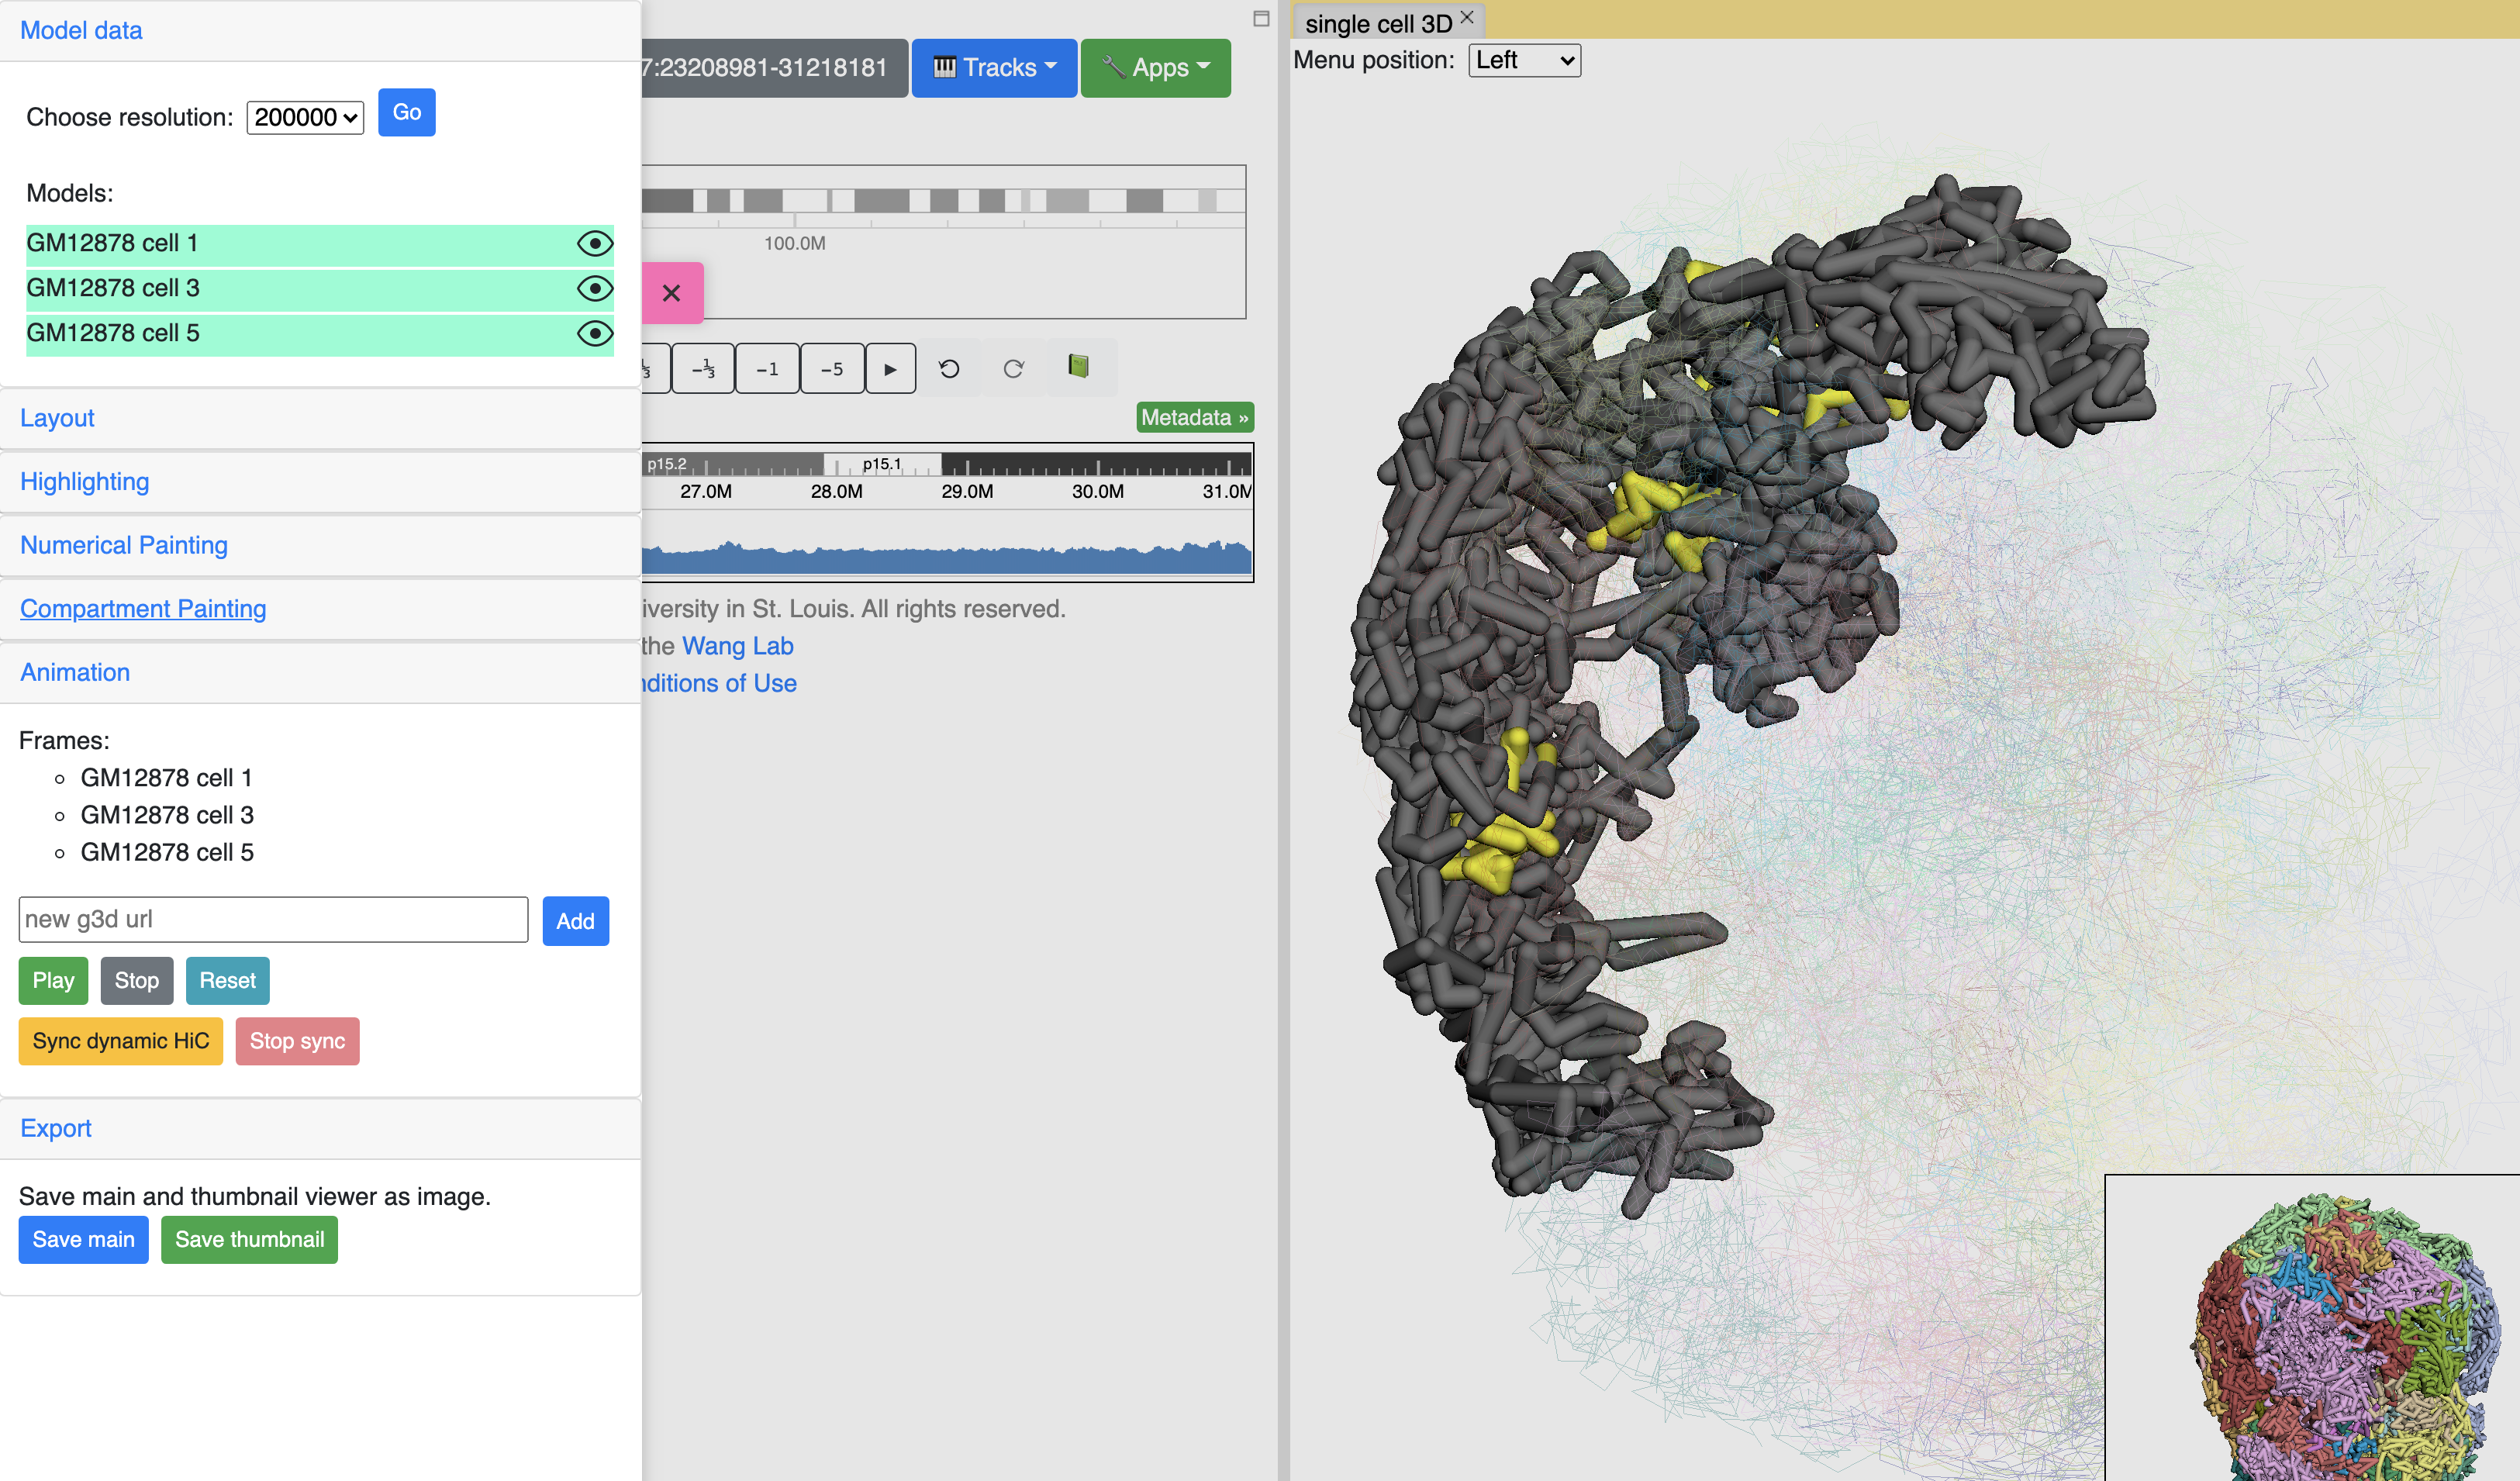 Model data
Choose resolution: 200000 Go
Models:
GM12878 cell 1
GM12878 cell 3
GM12878 cell 5
Layout
Highlighting
Numerical Painting
Compartment Painting
Animation
Frames:
GM12878 cell 1
GM12878 cell 3
GM12878 cell 5
new g3d url Add
Play Stop Reset
Sync dynamic HiC Stop sync
Export
Save main and thumbnail viewer as image.
Save main Save thumbnail
7:23208981-31218181 Tracks Apps
100.0M
-⅓ -1 -5
Metadata »
p15.2 p15.1
27.0M 28.0M 29.0M 30.0M 31.0M
iversity in St. Louis. All rights reserved.
the Wang Lab
nditions of Use
single cell 3D
Menu position: Left